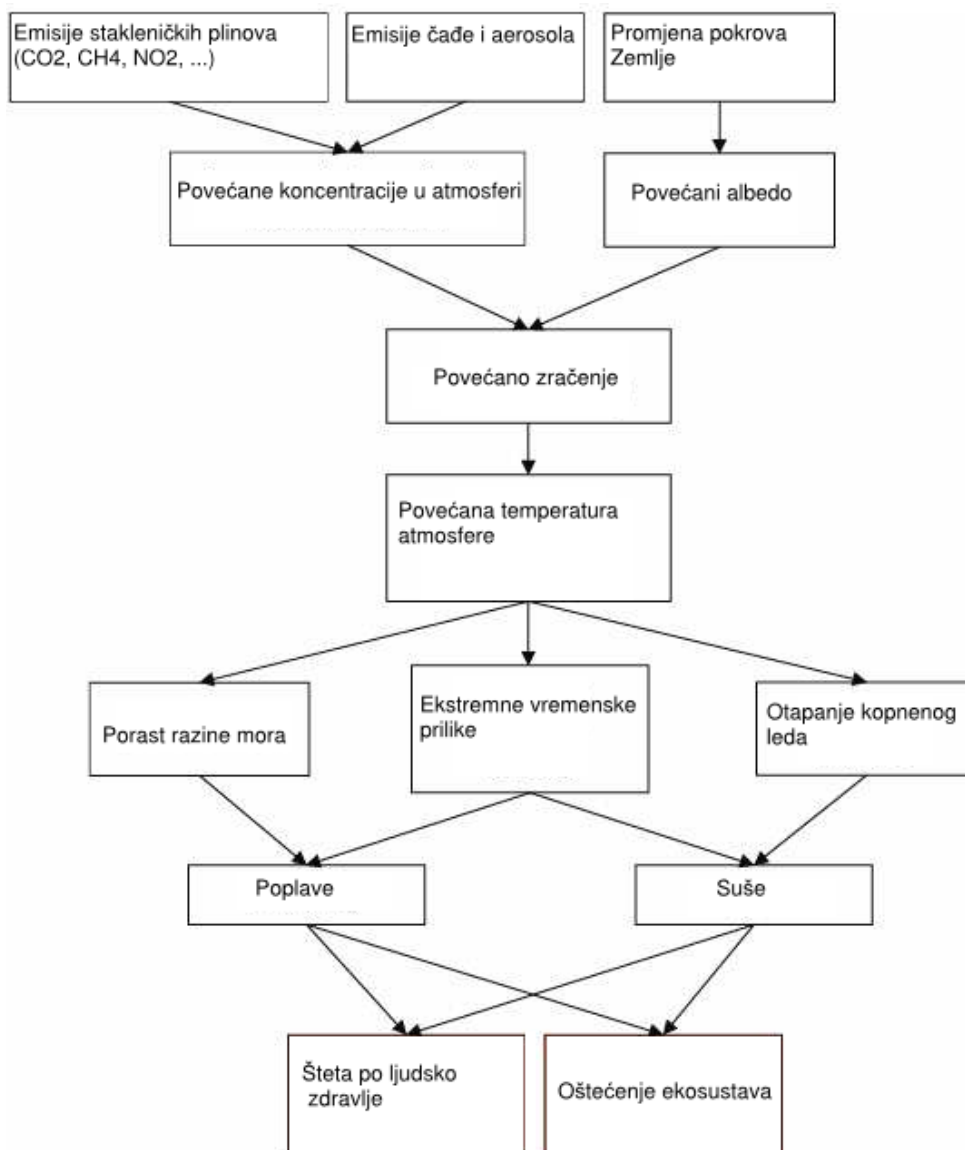 Emisije stakleničkih plinova
(CO2, CH4, NO2, ...)
Emisije čađe i aerosola
Promjena pokrova
Zemlje
Povećane koncentracije u atmosferi
Povećani albedo
Povećano zračenje
Povećana temperatura
atmosfere
Porast razine mora
Ekstremne vremenske
prilike
Otapanje kopnenog
leda
Poplave
Suše
Šteta po ljudsko
zdravlje
Oštećenje ekosustava